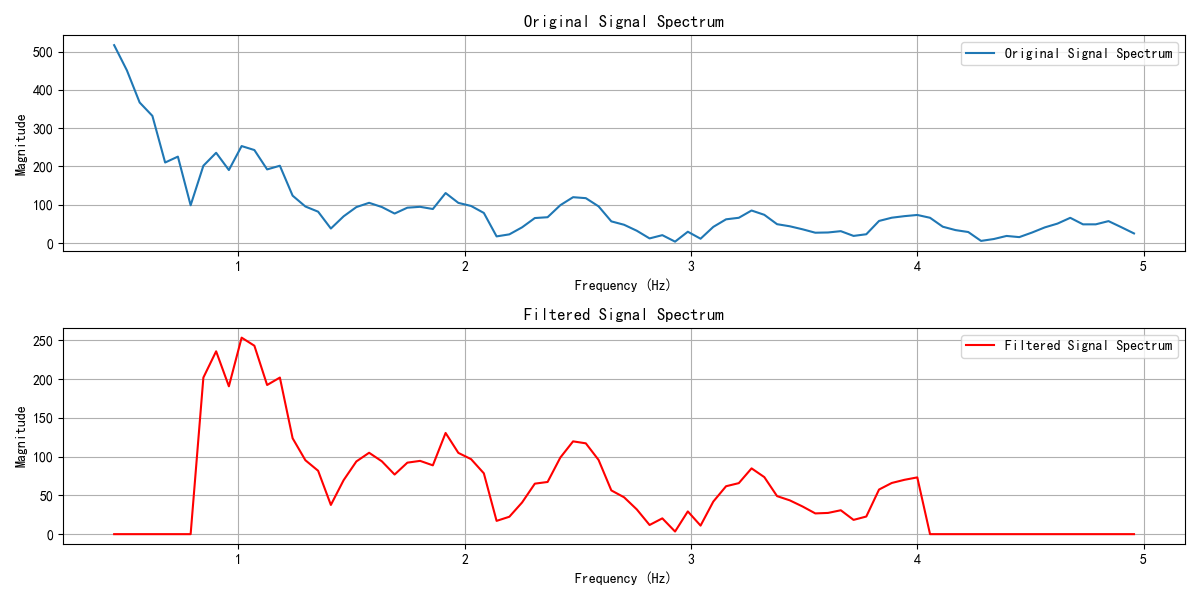 Original Signal Spectrum
Original Signal Spectrum
Magnitude
500
400
300
200
100
0
1
2
3
4
5
Frequency (Hz)
Filtered Signal Spectrum
Filtered Signal Spectrum
Magnitude
250
200
150
100
50
0
1
2
3
4
5
Frequency (Hz)